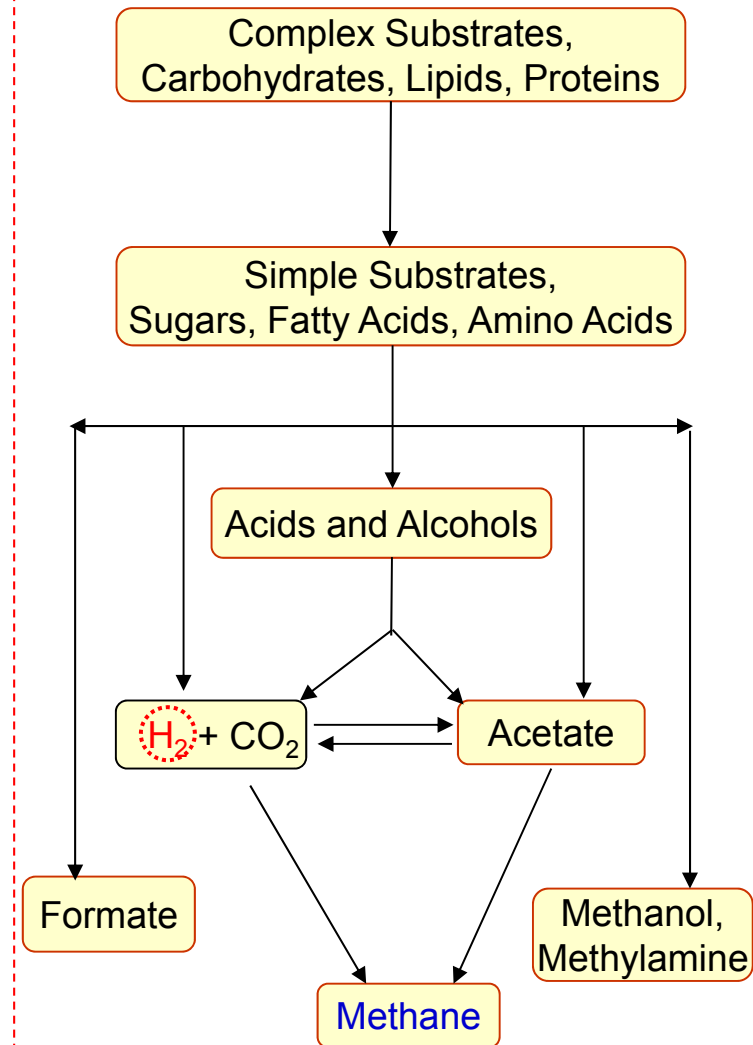 Complex Substrates,
Carbohydrates, Lipids, Proteins
Simple Substrates,
Sugars, Fatty Acids, Amino Acids
Acids and Alcohols
H₂ + CO₂
Acetate
Formate
Methanol,
Methylamine
Methane